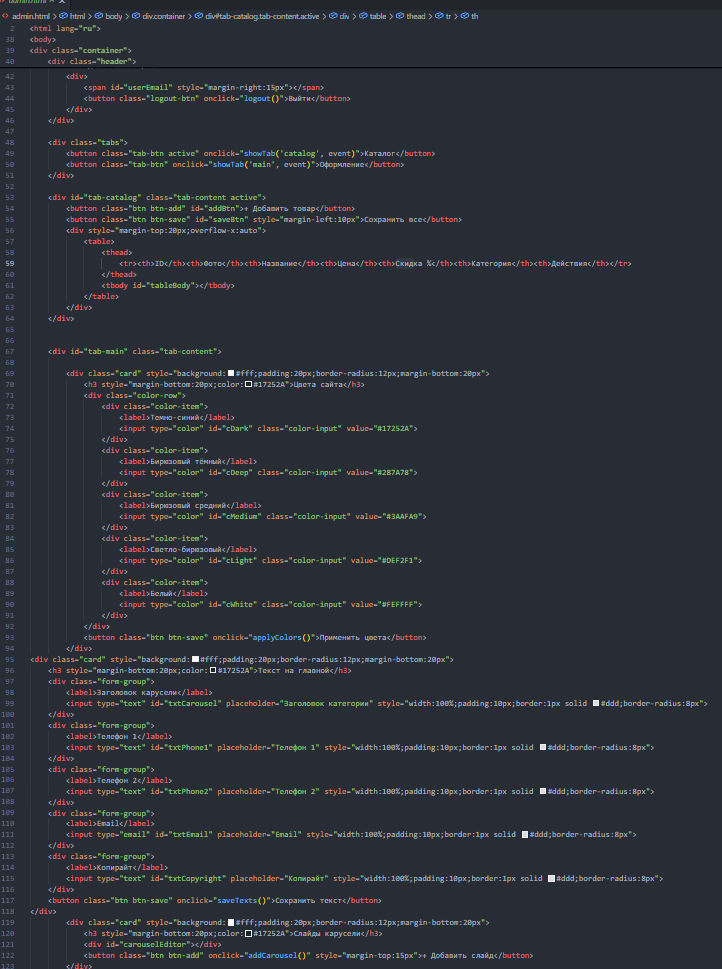 admin.html > html > body > div.container > div#tab-catalog.tab-content.active > div > table > thead > tr > th
2 <html lang="ru">
38 <body>
39 <div class="container">
40 <div class="header">
42 <div>
43 <span id="userEmail" style="margin-right:15px"></span>
44 <button class="logout-btn" onclick="logout()">Выйти</button>
45 </div>
46 </div>
47
48 <div class="tabs">
49 <button class="tab-btn active" onclick="showTab('catalog', event)">Каталог</button>
50 <button class="tab-btn" onclick="showTab('main', event)">Оформление</button>
51 </div>
52
53 <div id="tab-catalog" class="tab-content active">
54 <button class="btn btn-add" id="addBtn">+ Добавить товар</button>
55 <button class="btn btn-save" id="saveBtn" style="margin-left:10px">Сохранить все</button>
56 <div style="margin-top:20px;overflow-x:auto">
57 <table>
58 <thead>
59 <tr><th>ID</th><th>Фото</th><th>Название</th><th>Цена</th><th>Скидка %</th><th>Категория</th><th>Действия</th></tr>
60 </thead>
61 <tbody id="tableBody"></tbody>
62 </table>
63 </div>
64 </div>
65
66
67 <div id="tab-main" class="tab-content">
68
69 <div class="card" style="background:#fff;padding:20px;border-radius:12px;margin-bottom:20px">
70 <h3 style="margin-bottom:20px;color:#17252A">Цвета сайта</h3>
71 <div class="color-row">
72 <div class="color-item">
73 <label>Темно-синий</label>
74 <input type="color" id="cDark" class="color-input" value="#17252A">
75 </div>
76 <div class="color-item">
77 <label>Бирюзовый тёмный</label>
78 <input type="color" id="cDeep" class="color-input" value="#2B7A78">
79 </div>
80 <div class="color-item">
81 <label>Бирюзовый средний</label>
82 <input type="color" id="cMedium" class="color-input" value="#3AAFA9">
83 </div>
84 <div class="color-item">
85 <label>Светло-бирюзовый</label>
86 <input type="color" id="cLight" class="color-input" value="#DEF2F1">
87 </div>
88 <div class="color-item">
89 <label>Белый</label>
90 <input type="color" id="cWhite" class="color-input" value="#FEFFFF">
91 </div>
92 </div>
93 <button class="btn btn-save" onclick="applyColors()">Применить цвета</button>
94 </div>
95 <div class="card" style="background:#fff;padding:20px;border-radius:12px;margin-bottom:20px">
96 <h3 style="margin-bottom:20px;color:#17252A">Текст на главной</h3>
97 <div class="form-group">
98 <label>Заголовок карусели</label>
99 <input type="text" id="txtCarousel" placeholder="Заголовок категории" style="width:100%;padding:10px;border:1px solid #ddd;border-radius:8px">
100 </div>
101 <div class="form-group">
102 <label>Телефон 1</label>
103 <input type="text" id="txtPhone1" placeholder="Телефон 1" style="width:100%;padding:10px;border:1px solid #ddd;border-radius:8px">
104 </div>
105 <div class="form-group">
106 <label>Телефон 2</label>
107 <input type="text" id="txtPhone2" placeholder="Телефон 2" style="width:100%;padding:10px;border:1px solid #ddd;border-radius:8px">
108 </div>
109 <div class="form-group">
110 <label>Email</label>
111 <input type="email" id="txtEmail" placeholder="Email" style="width:100%;padding:10px;border:1px solid #ddd;border-radius:8px">
112 </div>
113 <div class="form-group">
114 <label>Копирайт</label>
115 <input type="text" id="txtCopyright" placeholder="Копирайт" style="width:100%;padding:10px;border:1px solid #ddd;border-radius:8px">
116 </div>
117 <button class="btn btn-save" onclick="saveTexts()">Сохранить текст</button>
118 </div>
119 <div class="card" style="background:#fff;padding:20px;border-radius:12px;margin-bottom:20px">
120 <h3 style="margin-bottom:20px;color:#17252A">Слайды карусели</h3>
121 <div id="carouselEditor"></div>
122 <button class="btn btn-add" onclick="addCarousel()" style="margin-top:15px">+ Добавить слайд</button>
123 </div>